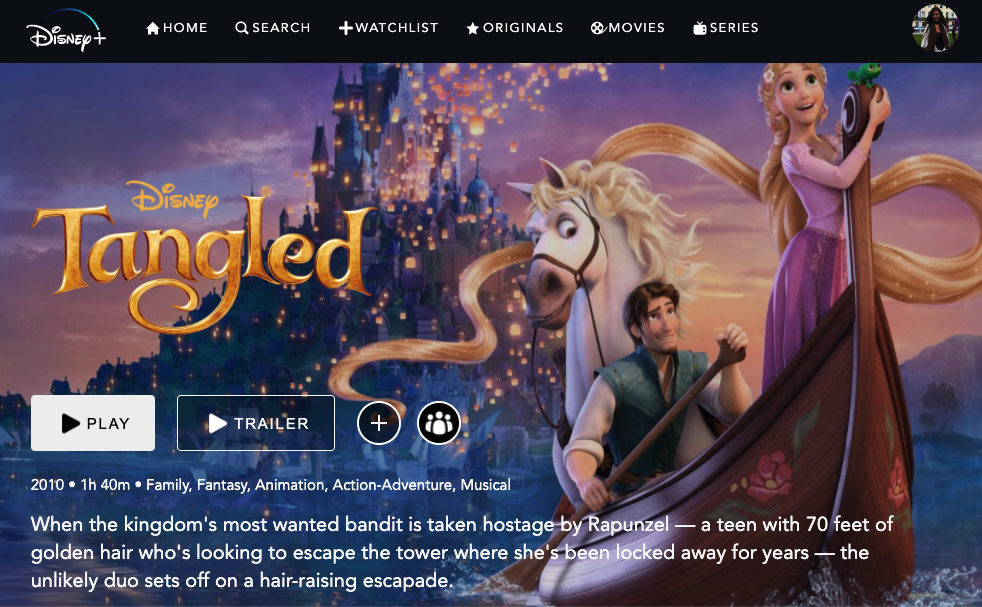 Disney+ HOME SEARCH WATCHLIST ORIGINALS MOVIES SERIES
Disney
Tangled
PLAY TRAILER
2010 • 1h 40m • Family, Fantasy, Animation, Action-Adventure, Musical
When the kingdom's most wanted bandit is taken hostage by Rapunzel — a teen with 70 feet of
golden hair who's looking to escape the tower where she's been locked away for years — the
unlikely duo sets off on a hair-raising escapade.